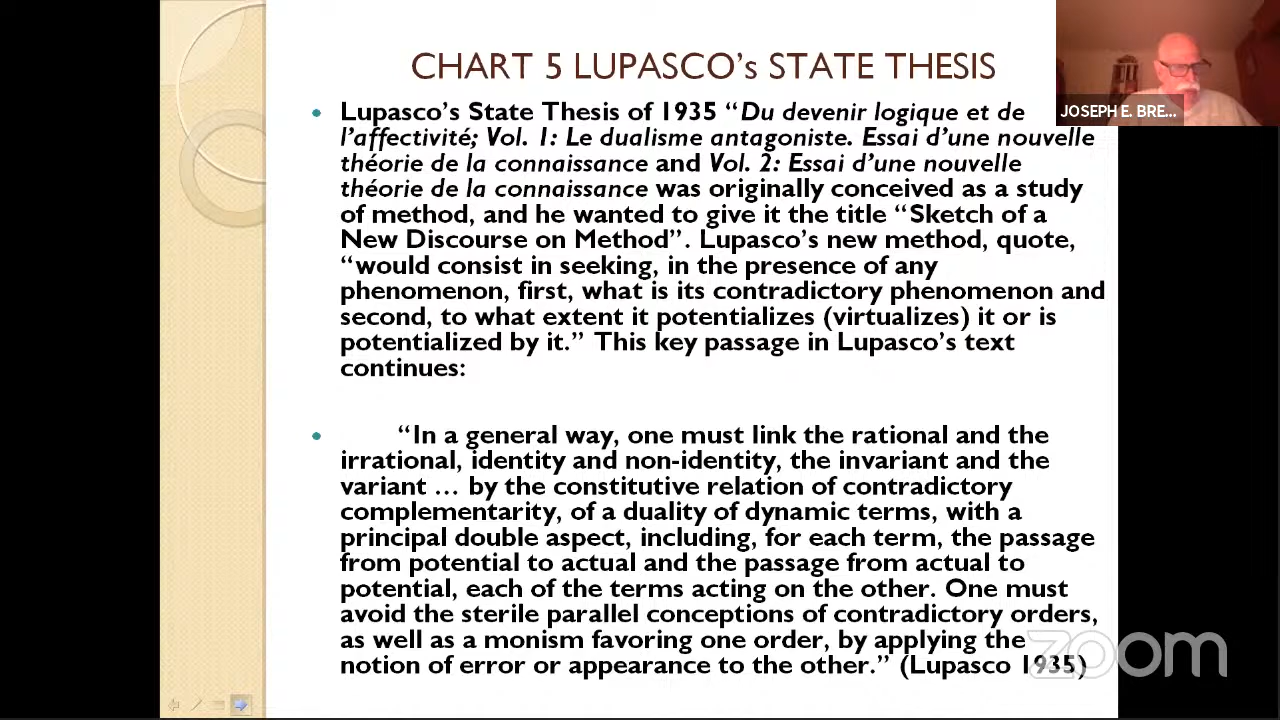 CHART 5 LUPASCO's STATE THESIS
JOSEPH E. BRE...
• Lupasco's State Thesis of 1935 “Du devenir logique et de
l'affectivité; Vol. 1: Le dualisme antagoniste. Essai d'une nouvelle
théorie de la connaissance and Vol. 2: Essai d'une nouvelle
théorie de la connaissance was originally conceived as a study
of method, and he wanted to give it the title “Sketch of a
New Discourse on Method”. Lupasco's new method, quote,
“would consist in seeking, in the presence of any
phenomenon, first, what is its contradictory phenomenon and
second, to what extent it potentializes (virtualizes) it or is
potentialized by it.” This key passage in Lupasco's text
continues:
• “In a general way, one must link the rational and the
irrational, identity and non-identity, the invariant and the
variant … by the constitutive relation of contradictory
complementarity, of a duality of dynamic terms, with a
principal double aspect, including, for each term, the passage
from potential to actual and the passage from actual to
potential, each of the terms acting on the other. One must
avoid the sterile parallel conceptions of contradictory orders,
as well as a monism favoring one order, by applying the
notion of error or appearance to the other.” (Lupasco 1935)
zoom